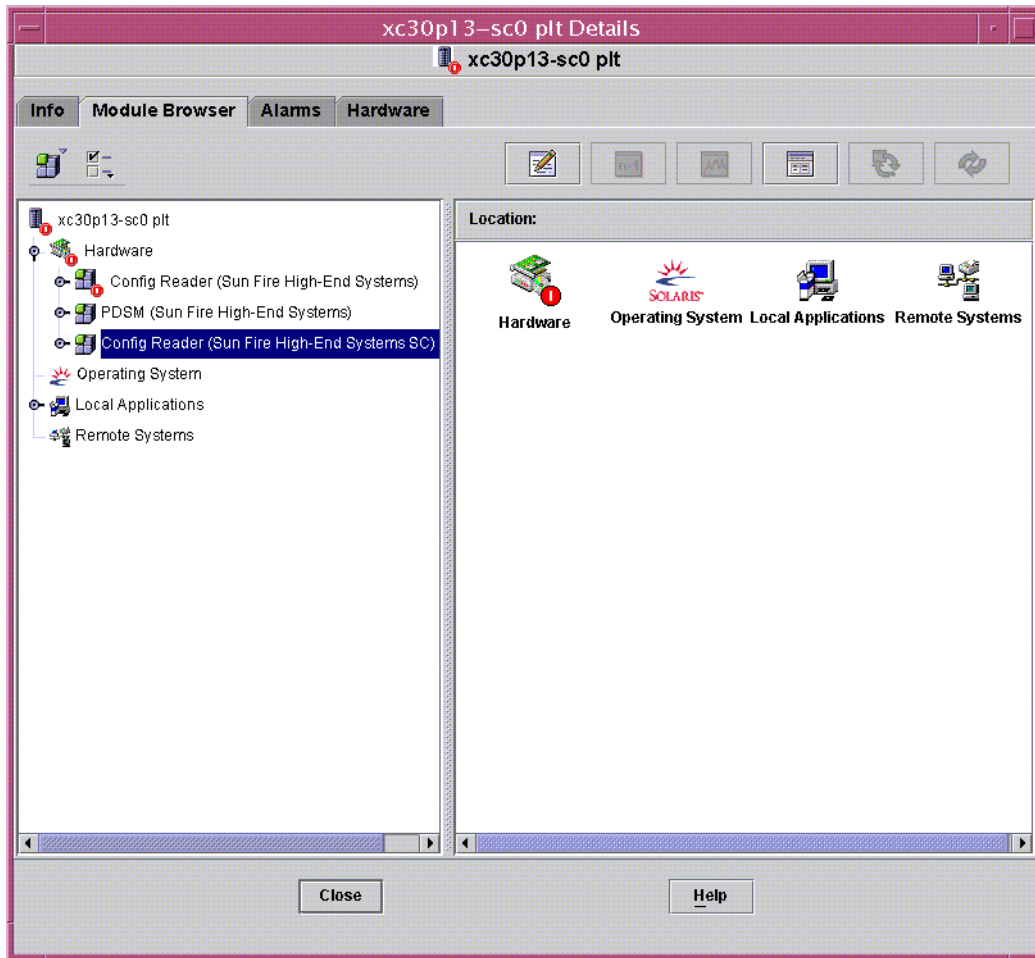 xc30p13-sc0 plt Details
xc30p13-sc0 plt
Info Module Browser Alarms Hardware
xc30p13-sc0 plt
Hardware
Config Reader (Sun Fire High-End Systems)
PDSM (Sun Fire High-End Systems)
Config Reader (Sun Fire High-End Systems SC)
Operating System
Local Applications
Remote Systems
Location:
SOLARIS
Hardware Operating System Local Applications Remote Systems
Close Help